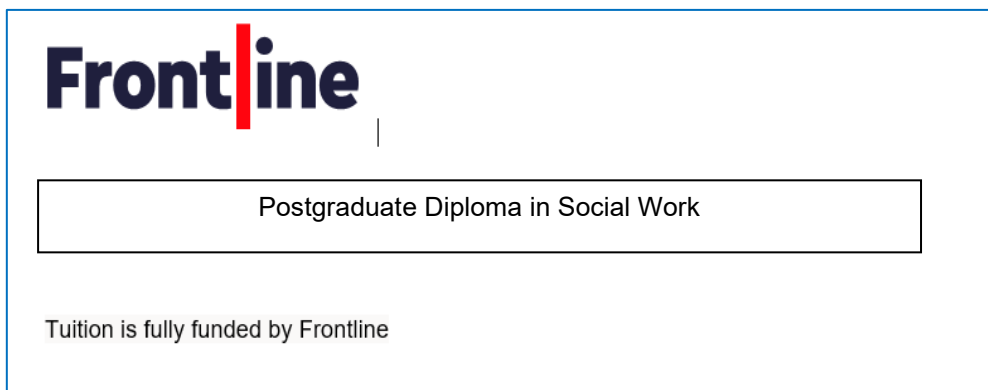 Frontline
Postgraduate Diploma in Social Work
Tuition is fully funded by Frontline